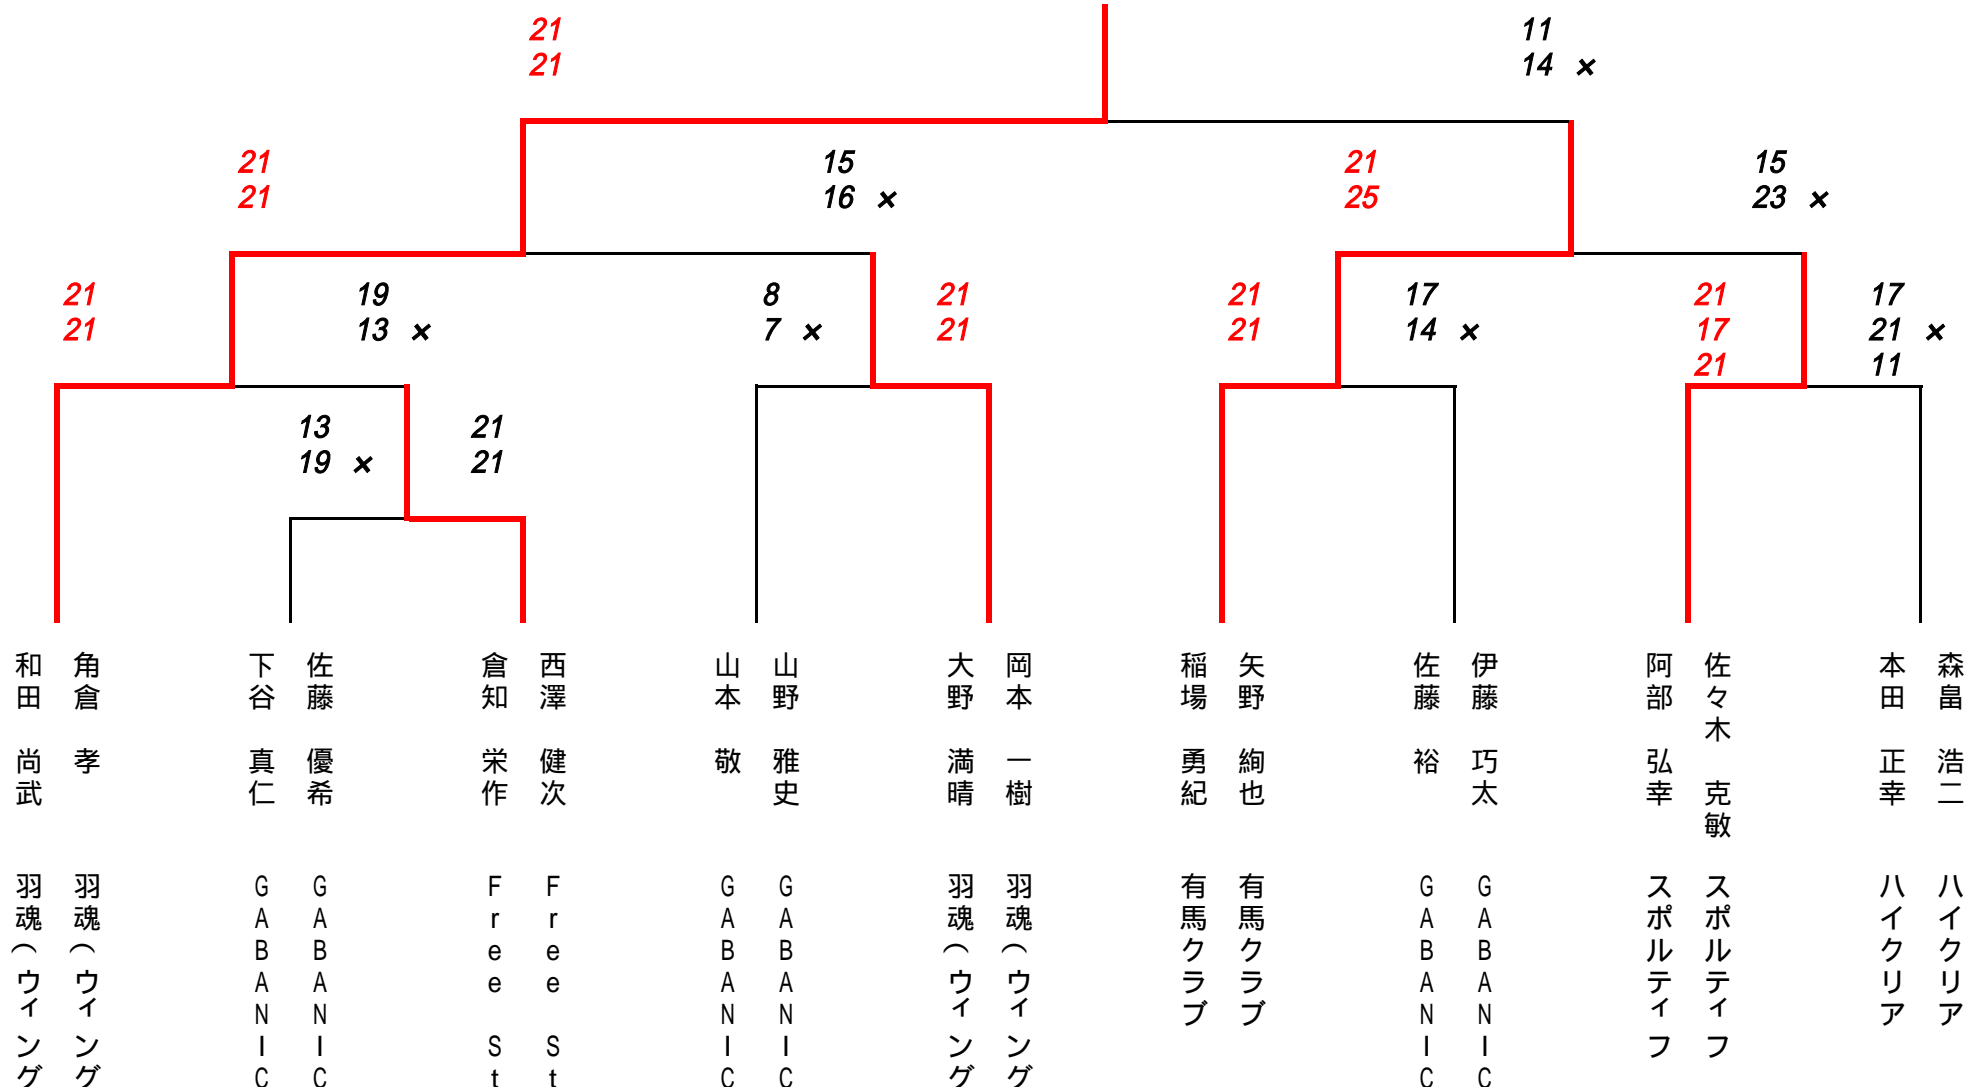 21
21
11
14 ×
21
21
15
16 ×
21
25
15
23 ×
21
21
19
13 ×
8
7 ×
21
21
21
21
17
14 ×
21
17
21
17
21 ×
11
13
19 ×
21
21
和田 尚武 羽魂(ウィング
角倉 孝 羽魂(ウィング
下谷 真仁 GABANIC
佐藤 優希 GABANIC
倉知 栄作 Free St
西澤 健次 Free St
山本 敬 GABANIC
山野 雅史 GABANIC
大野 満晴 羽魂(ウィング
岡本 一樹 羽魂(ウィング
稲場 勇紀 有馬クラブ
矢野 絢也 有馬クラブ
佐藤 裕 GABANIC
伊藤 巧太 GABANIC
阿部 弘幸 スポルティフ
佐々木 克敏 スポルティフ
本田 正幸 ハイクリア
森畠 浩二 ハイクリア